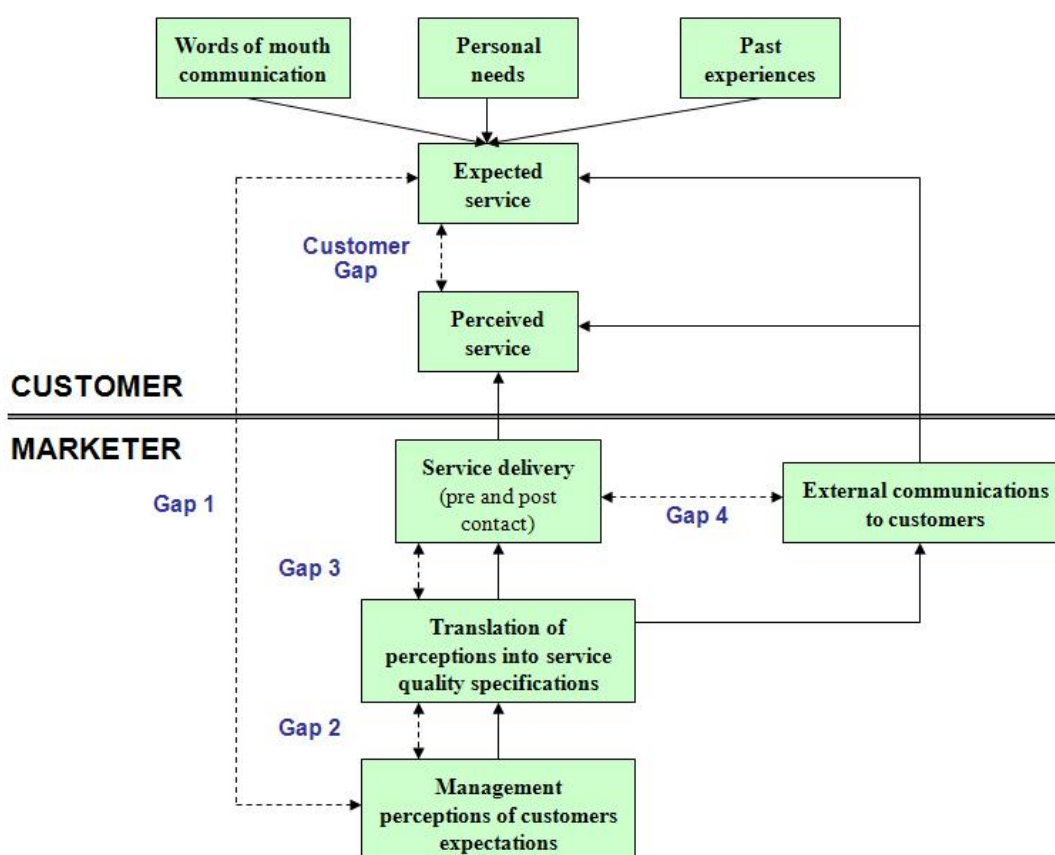 Words of mouth
communication
Personal
needs
Past
experiences
Expected
service
Customer
Gap
Perceived
service
CUSTOMER
MARKETER
Service delivery
(pre and post
contact)
External communications
to customers
Gap 1
Gap 4
Gap 3
Translation of
perceptions into service
quality specifications
Gap 2
Management
perceptions of customers
expectations